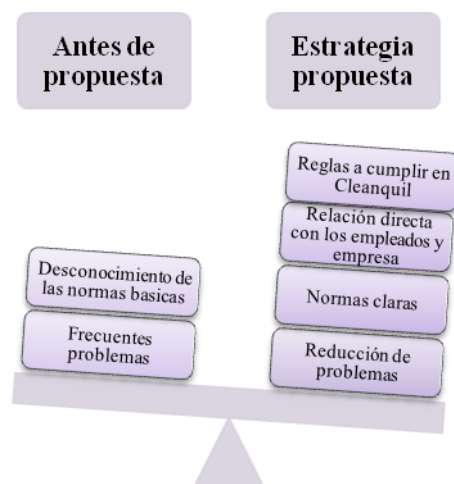 Antes de
propuesta
Estrategia
propuesta
Desconocimiento de
las normas basicas
Frecuentes
problemas
Reglas a cumplir en
Cleanquil
Relación directa
con los empleados y
empresa
Normas claras
Reducción de
problemas